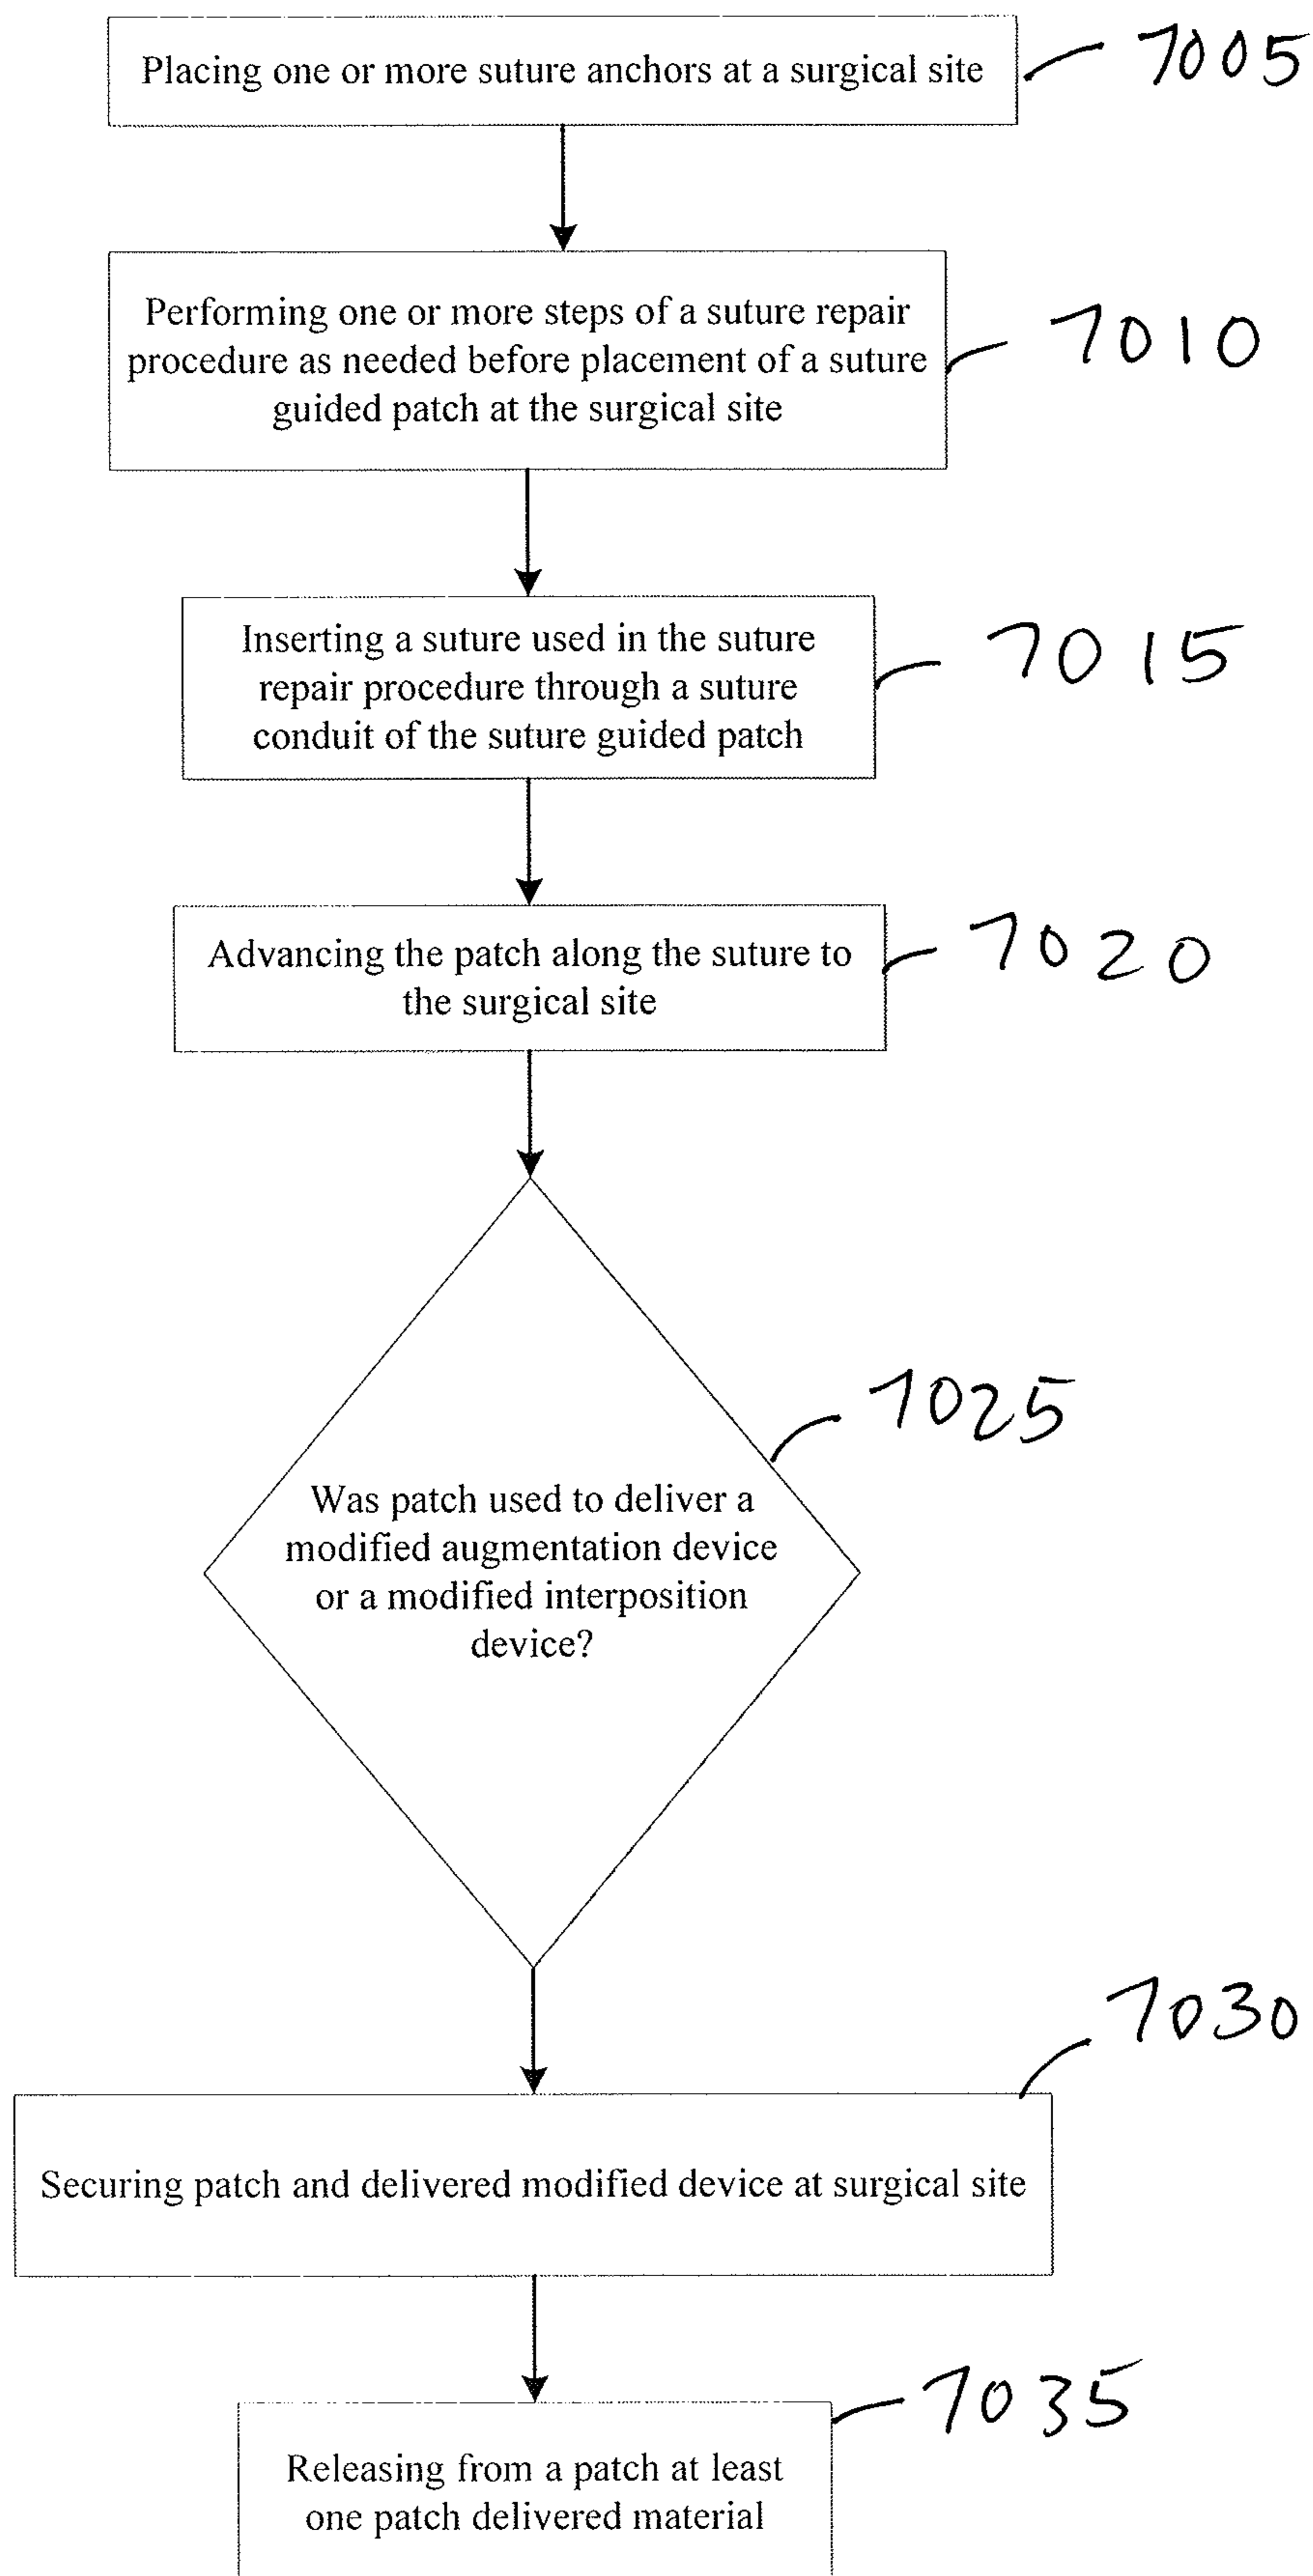 Placing one or more suture anchors at a surgical site
7005
Performing one or more steps of a suture repair
procedure as needed before placement of a suture
guided patch at the surgical site
7010
Inserting a suture used in the suture
repair procedure through a suture
conduit of the suture guided patch
7015
Advancing the patch along the suture to
the surgical site
7020
Was patch used to deliver a
modified augmentation device
or a modified interposition
device?
7025
Securing patch and delivered modified device at surgical site
7030
Releasing from a patch at least
one patch delivered material
7035